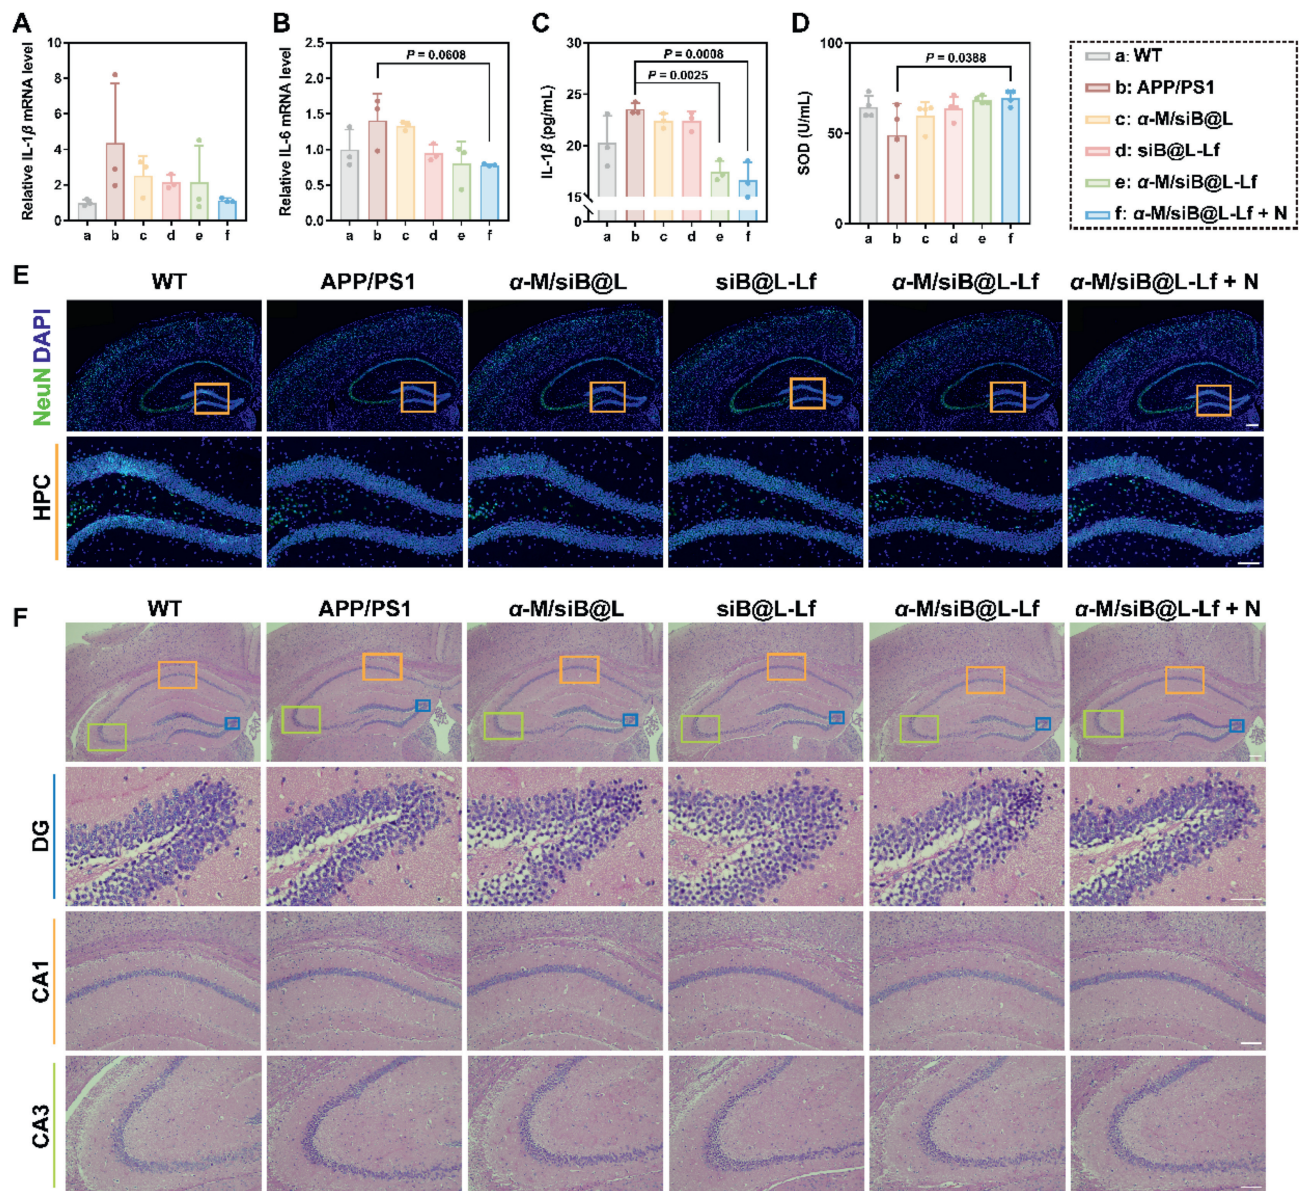 A
Relative IL-1β mRNA level
10
8
6
4
2
0
a b c d e f
B
Relative IL-6 mRNA level
2.5
2.0
1.5
1.0
0.5
0.0
P = 0.0608
a b c d e f
C
IL-1β (pg/mL)
30
25
20
15
0
P = 0.0008
P = 0.0025
a b c d e f
D
SOD (U/mL)
100
50
0
P = 0.0388
a b c d e f
a: WT
b: APP/PS1
c: α-M/siB@L
d: siB@L-Lf
e: α-M/siB@L-Lf
f: α-M/siB@L-Lf + N
E
WT APP/PS1 α-M/siB@L siB@L-Lf α-M/siB@L-Lf α-M/siB@L-Lf + N
NeuN DAPI
HPC
F
WT APP/PS1 α-M/siB@L siB@L-Lf α-M/siB@L-Lf α-M/siB@L-Lf + N
DG
CA1
CA3